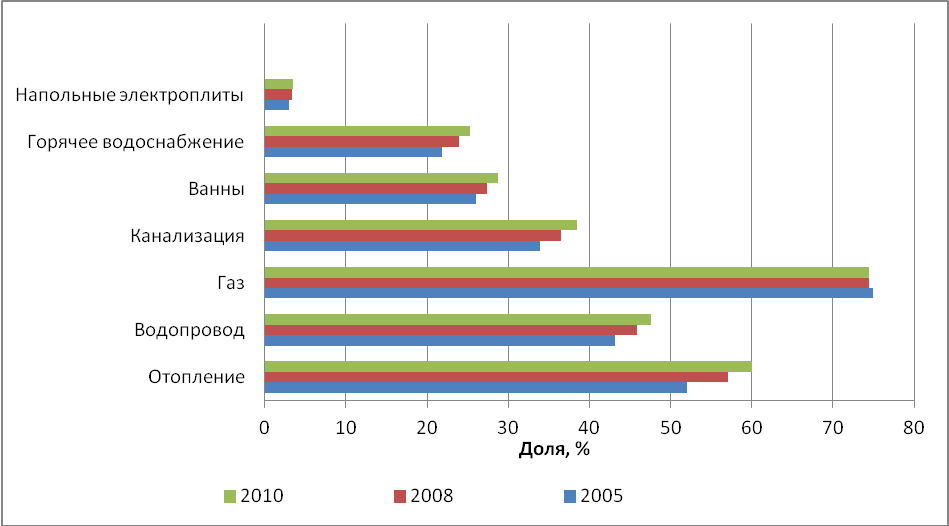 Напольные электроплиты
Горячее водоснабжение
Ванны
Канализация
Газ
Водопровод
Отопление
0 10 20 30 40 50 60 70 80
Доля, %
2010 2008 2005